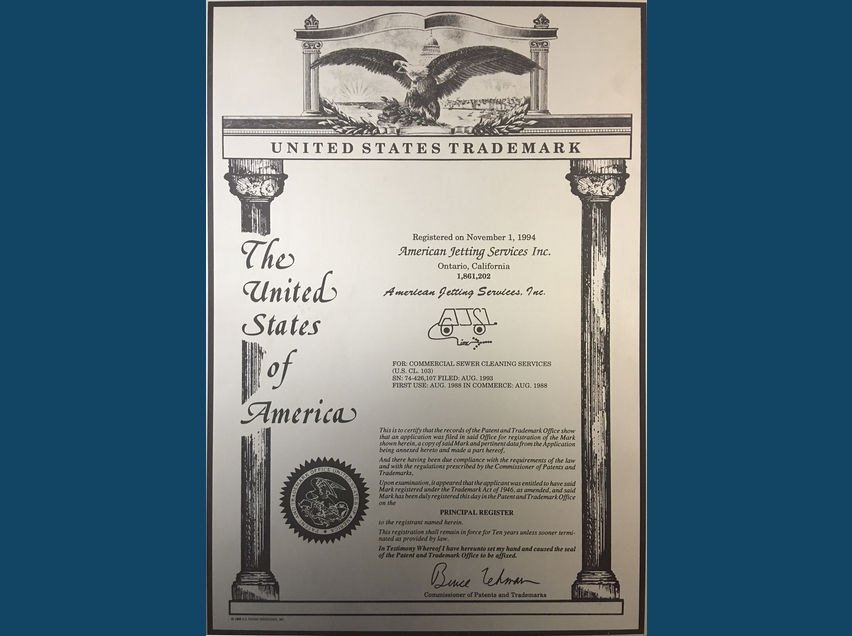 UNITED STATES TRADEMARK
The
United
States
of
America
Registered on November 1, 1994
American Jetting Services Inc.
Ontario, California
1,861,202
American Jetting Services, Inc.
AJSI
FOR: COMMERCIAL SEWER CLEANING SERVICES
(U.S. CL. 103)
SN: 74-426,107 FILED: AUG. 1993
FIRST USE: AUG. 1988 IN COMMERCE: AUG. 1988
This is to certify that the records of the Patent and Trademark Office show
that an application was filed in said Office for registration of the Mark
shown herein, a copy of said Mark and pertinent data from the Application
being annexed hereto and made a part hereof,
And there having been due compliance with the requirements of the law
and with the regulations prescribed by the Commissioner of Patents and
Trademarks,
Upon examination, it appeared that the applicant was entitled to have said
Mark registered under the Trademark Act of 1946, as amended, and said
Mark has been duly registered this day in the Patent and Trademark Office
on the
PRINCIPAL REGISTER
to the registrant named herein.
This registration shall remain in force for Ten years unless sooner termi-
nated as provided by law.
In Testimony Whereof I have hereunto set my hand and caused the seal
of the Patent and Trademark Office to be affixed.
Bruce Lehman
Commissioner of Patents and Trademarks